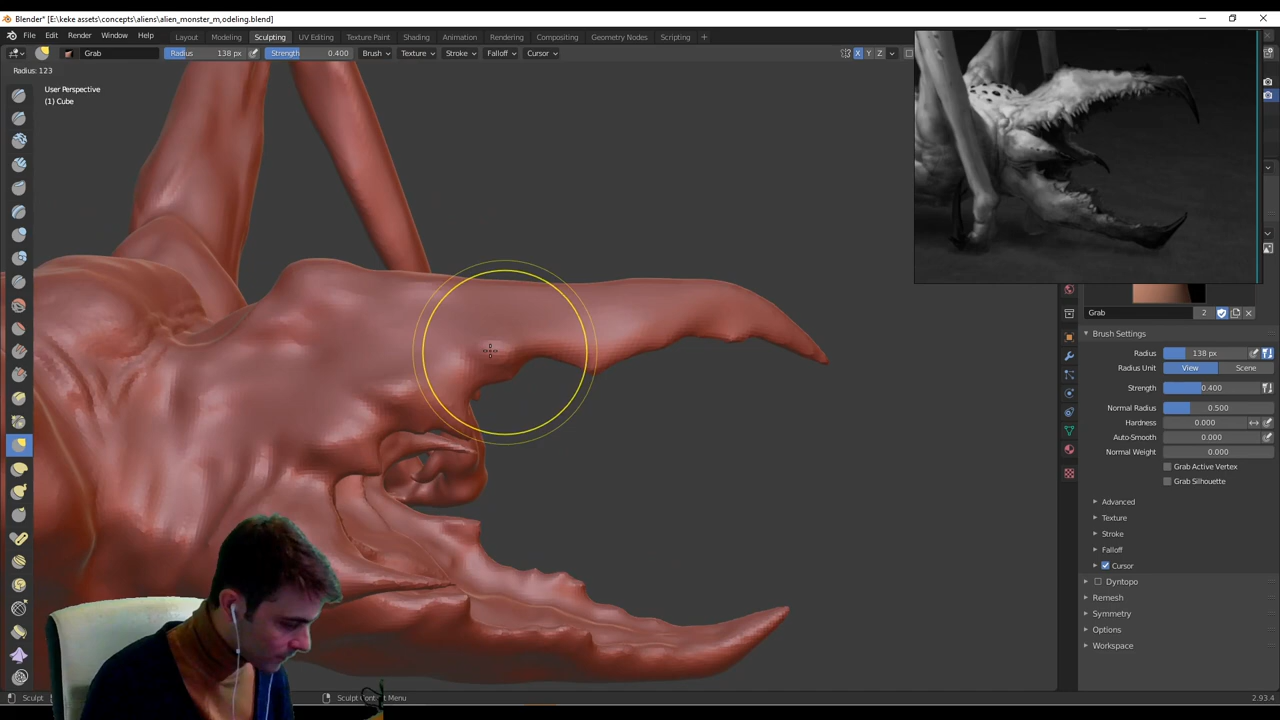 Blender* [E:\keke assets\concepts\aliens\alien_monster_m,odeling.blend]
File Edit Render Window Help Layout Modeling Sculpting UV Editing Texture Paint Shading Animation Rendering Compositing Geometry Nodes Scripting +
Grab Radius 138 px Strength 0.400 Brush Texture Stroke Falloff Cursor X Y Z
Radius: 123
User Perspective
(1) Cube
Grab 2
Brush Settings
Radius 138 px
Radius Unit View Scene
Strength 0.400
Normal Radius 0.500
Hardness 0.000
Auto-Smooth 0.000
Normal Weight 0.000
Grab Active Vertex
Grab Silhouette
Advanced
Texture
Stroke
Falloff
Cursor
Dyntopo
Remesh
Symmetry
Options
Workspace
Sculpt Sculpt Context Menu 2.93.4